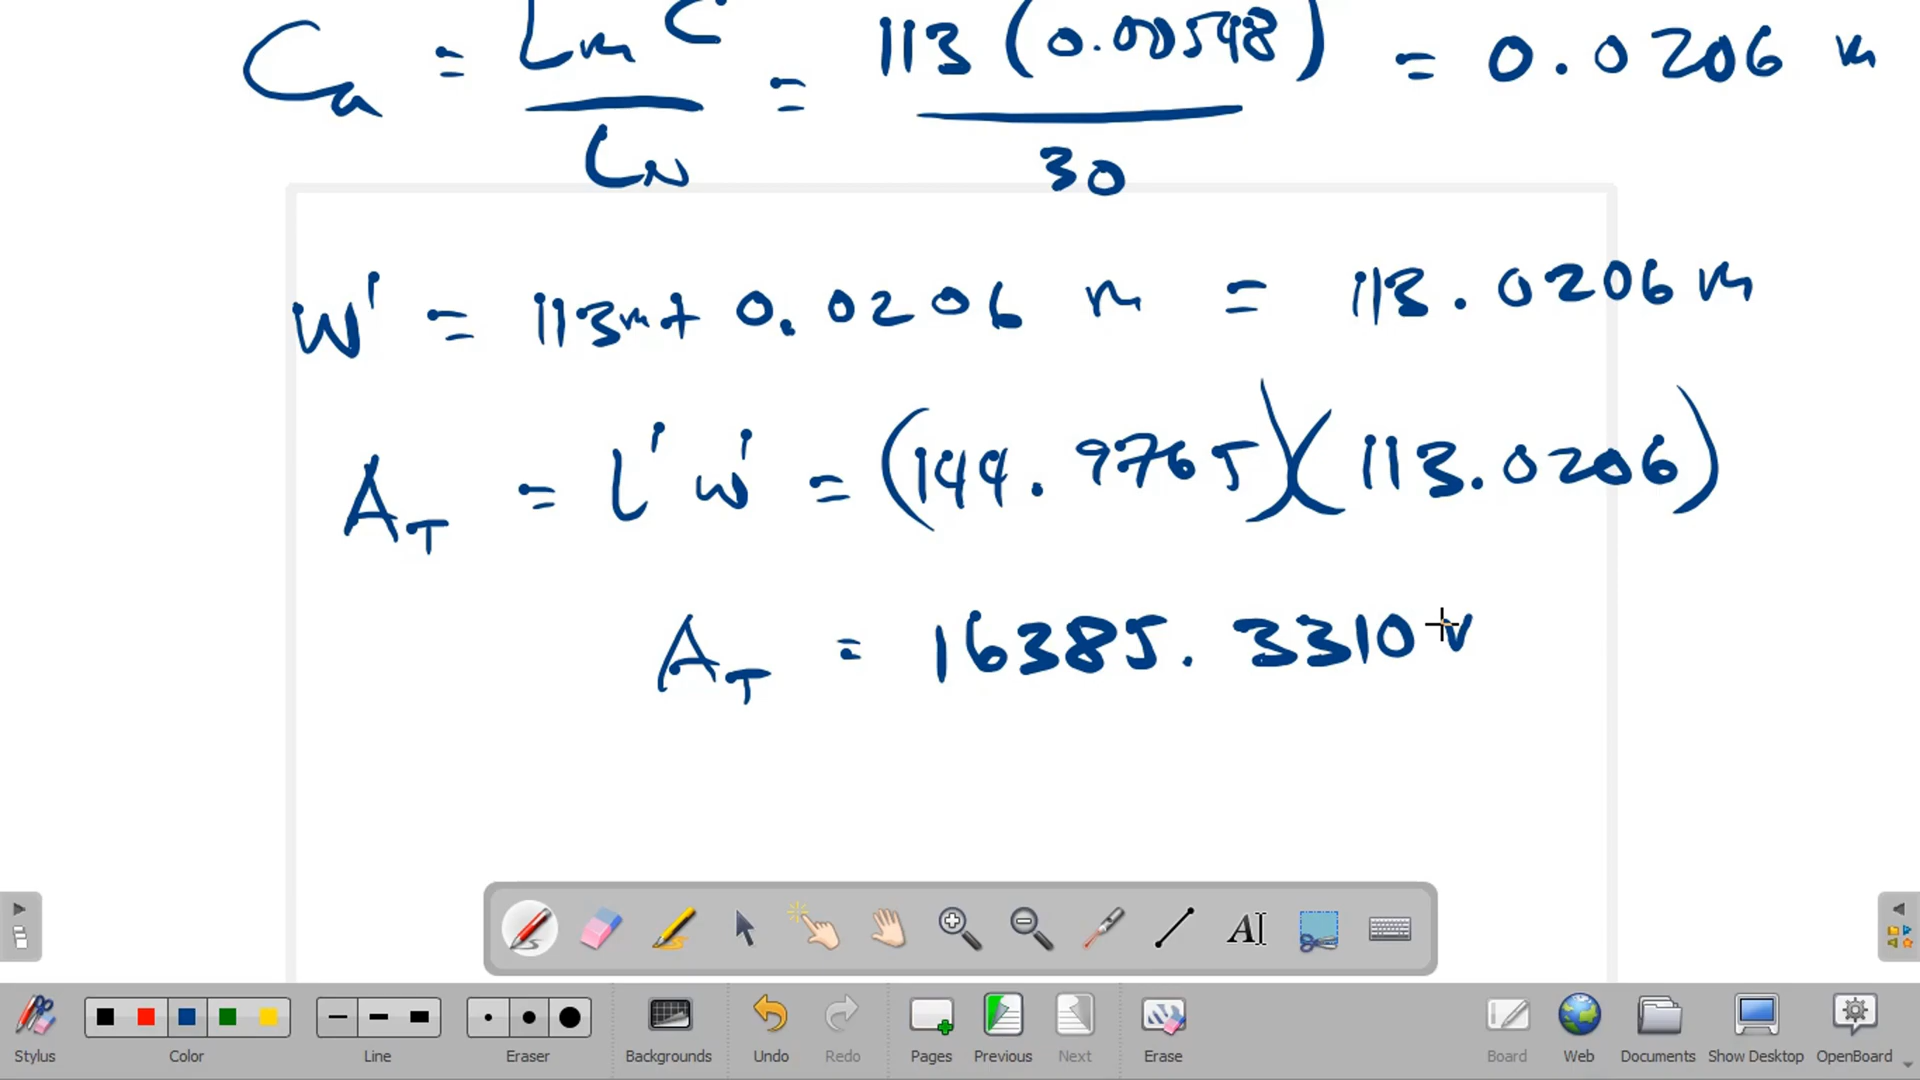 Ca = Lm C / LN = 113 (0.00548) / 30 = 0.0206 m
W' = 113m + 0.0206 m = 113.0206 m
AT = L' W' = (144.9765)(113.0206)
AT = 16385.3310
Stylus
Color
Line
Eraser
Backgrounds
Undo
Redo
Pages
Previous
Next
Erase
Board
Web
Documents
Show Desktop
OpenBoard